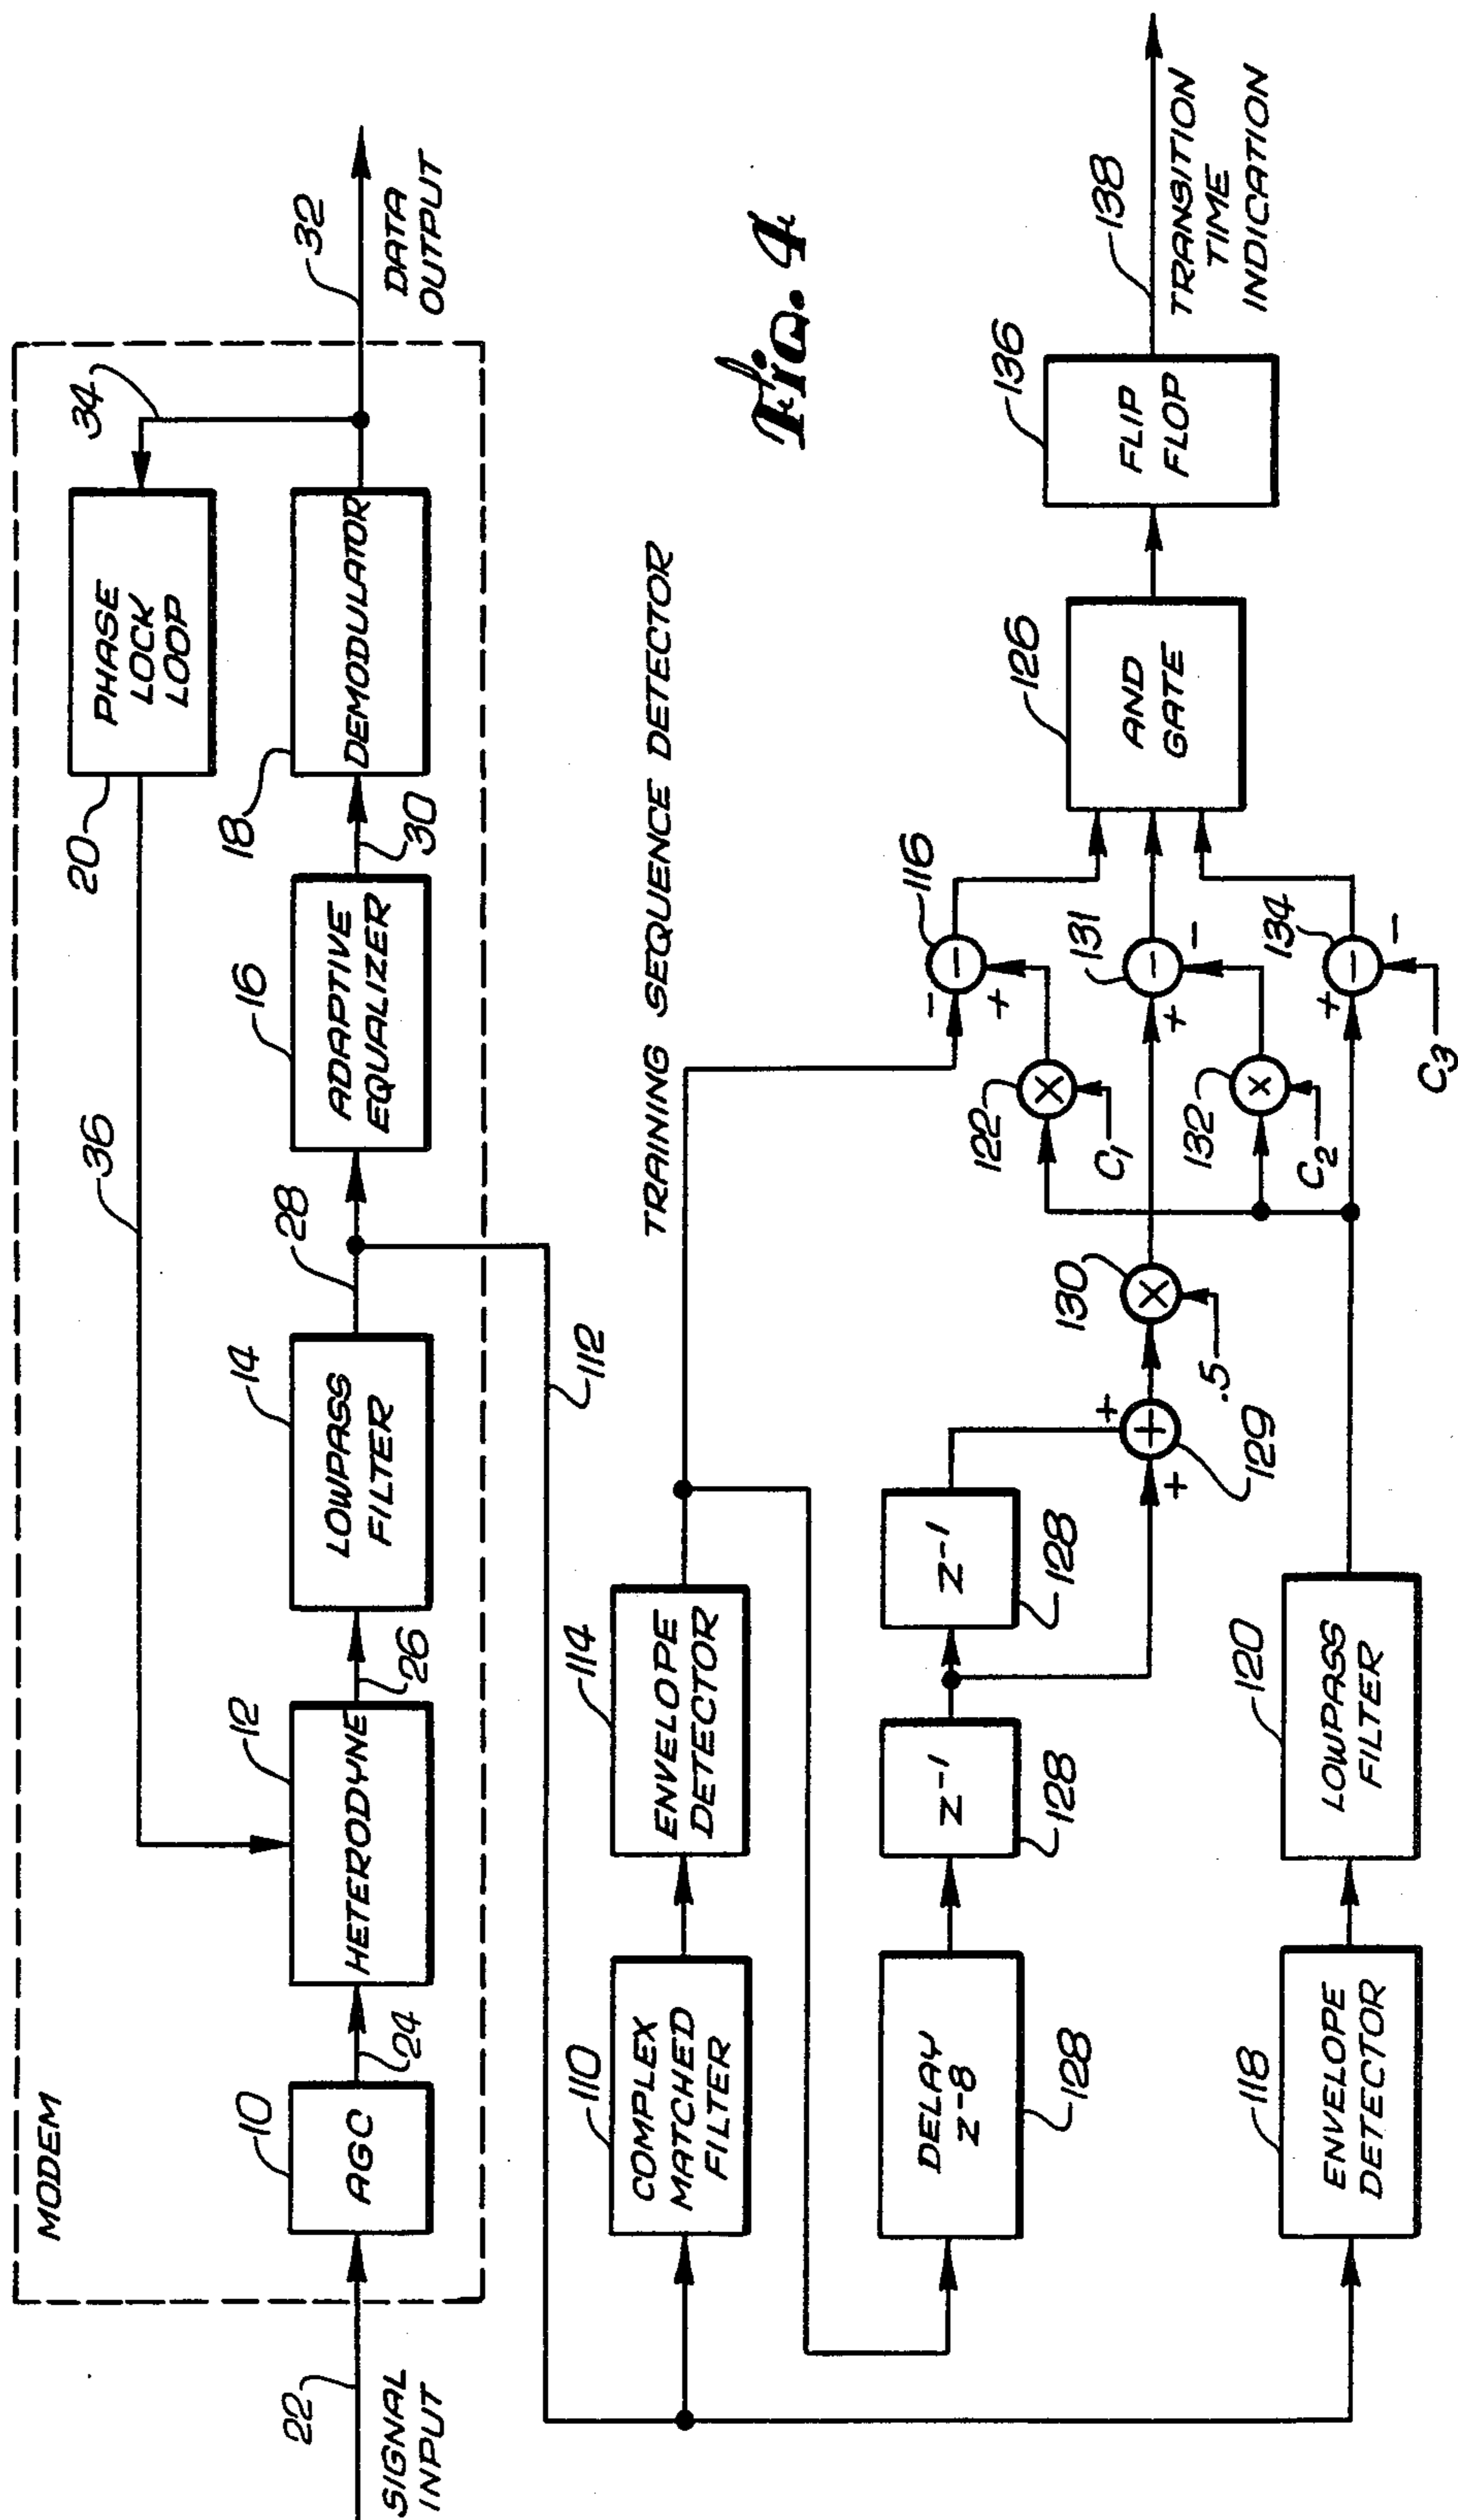 MODEM
SIGNAL
INPUT
22
10
AGC
24
12
HETERODYNE
26
14
LOWPASS
FILTER
28
16
ADAPTIVE
EQUALIZER
30
18
DEMODULATOR
20
PHASE
LOCK
LOOP
34
36
32
DATA
OUTPUT
TRAINING SEQUENCE DETECTOR
112
110
COMPLEX
MATCHED
FILTER
114
ENVELOPE
DETECTOR
DELAY
Z-8
128
Z-1
128
Z-1
128
+
+
+
129
×
130
.5
118
ENVELOPE
DETECTOR
120
LOWPASS
FILTER
×
122
C1
-
+
-
116
+
-
-
131
×
132
C2
+
-
-
134
C3
126
AND
GATE
136
FLIP
FLOP
138
TRANSITION
TIME
INDICATION
Fig. 4